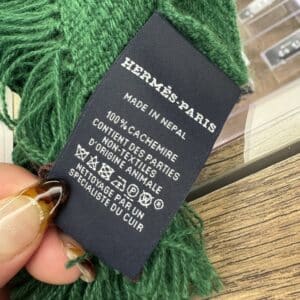 HERMÈS-PARIS
MADE IN NEPAL
100% CACHEMIRE
CONTIENT DES PARTIES
NON TEXTILES
D'ORIGINE ANIMALE
NETTOYAGE PAR UN
SPÉCIALISTE DU CUIR